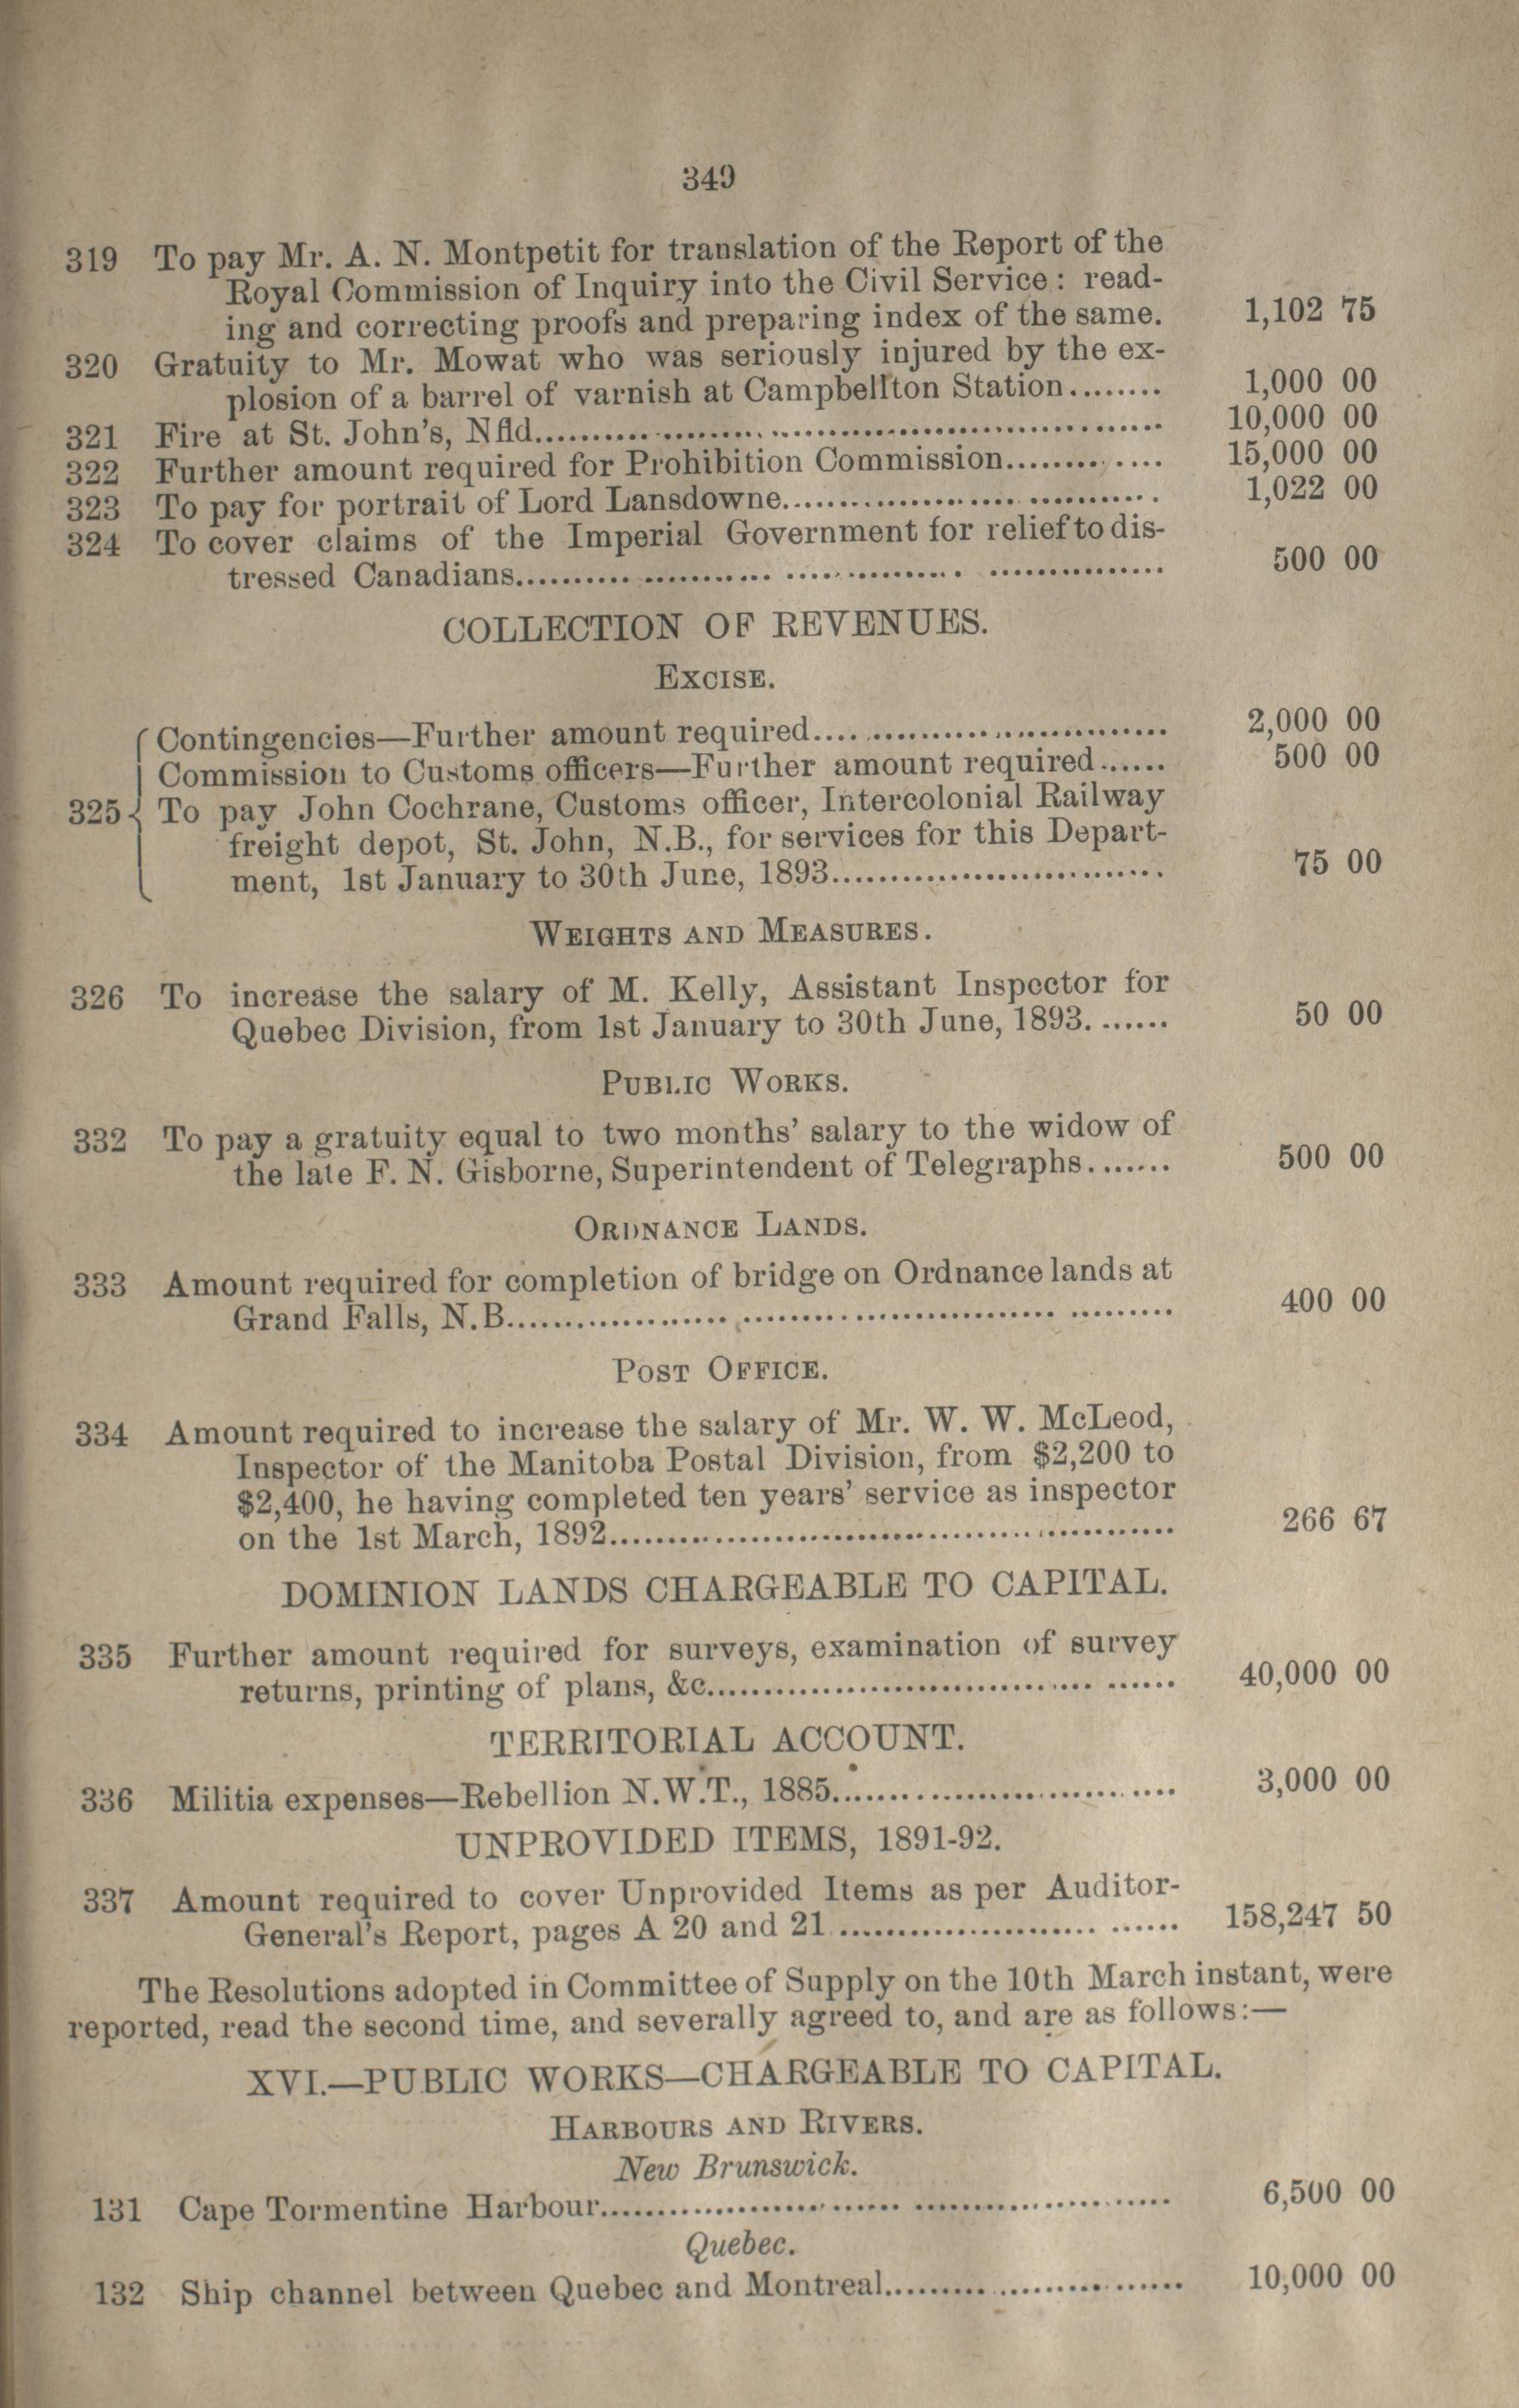 349
319 To pay Mr. A. N. Montpetit for translation of the Report of the
Royal Commission of Inquiry into the Civil Service: read-
ing and correcting proofs and preparing index of the same. 1,102 75
320 Gratuity to Mr. Mowat who was seriously injured by the ex-
plosion of a barrel of varnish at Campbellton Station........ 1,000 00
321 Fire at St. John's, Nfld.................................................. 10,000 00
322 Further amount required for Prohibition Commission............. 15,000 00
323 To pay for portrait of Lord Lansdowne............................... 1,022 00
324 To cover claims of the Imperial Government for relief to dis-
tressed Canadians.................................................. 500 00
COLLECTION OF REVENUES.
EXCISE.
Contingencies—Further amount required............................ 2,000 00
Commission to Customs officers—Further amount required...... 500 00
325 To pay John Cochrane, Customs officer, Intercolonial Railway
freight depot, St. John, N.B., for services for this Depart-
ment, 1st January to 30th June, 1893............................ 75 00
WEIGHTS AND MEASURES.
326 To increase the salary of M. Kelly, Assistant Inspector for
Quebec Division, from 1st January to 30th June, 1893. ...... 50 00
PUBLIC WORKS.
332 To pay a gratuity equal to two months' salary to the widow of
the late F. N. Gisborne, Superintendent of Telegraphs....... 500 00
ORDNANCE LANDS.
333 Amount required for completion of bridge on Ordnance lands at
Grand Falls, N.B.................................................. 400 00
POST OFFICE.
334 Amount required to increase the salary of Mr. W. W. McLeod,
Inspector of the Manitoba Postal Division, from $2,200 to
$2,400, he having completed ten years' service as inspector
on the 1st March, 1892............................................. 266 67
DOMINION LANDS CHARGEABLE TO CAPITAL.
335 Further amount required for surveys, examination of survey
returns, printing of plans, &c...................................... 40,000 00
TERRITORIAL ACCOUNT.
336 Militia expenses—Rebellion N.W.T., 1885............................ 3,000 00
UNPROVIDED ITEMS, 1891-92.
337 Amount required to cover Unprovided Items as per Auditor-
General's Report, pages A 20 and 21............................ 158,247 50
The Resolutions adopted in Committee of Supply on the 10th March instant, were
reported, read the second time, and severally agreed to, and are as follows:—
XVI.—PUBLIC WORKS—CHARGEABLE TO CAPITAL.
HARBOURS AND RIVERS.
New Brunswick.
131 Cape Tormentine Harbour............................................. 6,500 00
Quebec.
132 Ship channel between Quebec and Montreal......................... 10,000 00